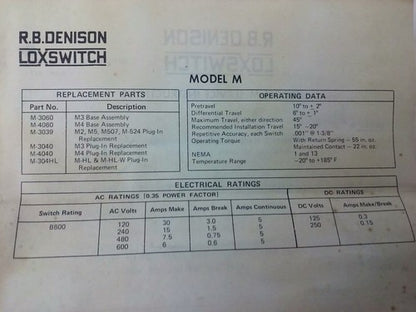 R.B.DENISON
LOXSWITCH
MODEL M
REPLACEMENT PARTS
Part No. Description
M-3060 M3 Base Assembly
M-4080 M4 Base Assembly
M-3039 M2, M5, M507, M-524 Plug-In
Replacement
M-3040 M3 Plug-In Replacement
M-4040 M4 Plug-In Replacement
M-304HL M-HL & M-HL-W Plug-In
Replacement
OPERATING DATA
Pretravel 10° to ± 2°
Differential Travel 6° to ± 1°
Maximum Travel, either direction 45°
Recommended Installation Travel 15° -20°
Repetitive Accuracy, each Switch .001" @ 1-3/8"
Operating Torque With Return Spring – 55 in. oz.
Maintained Contact – 22 in. oz.
NEMA 1 and 13
Temperature Range -20° to +185° F
ELECTRICAL RATINGS
AC RATINGS (0.35 POWER FACTOR) DC RATINGS
Switch Rating AC Volts Amps Make Amps Break Amps Continuous DC Volts Amps Make/Break
B600 120 30 3.0 5 125 0.3
240 15 1.5 5 250 0.15
480 7.5 0.75 5
600 6 0.6 5